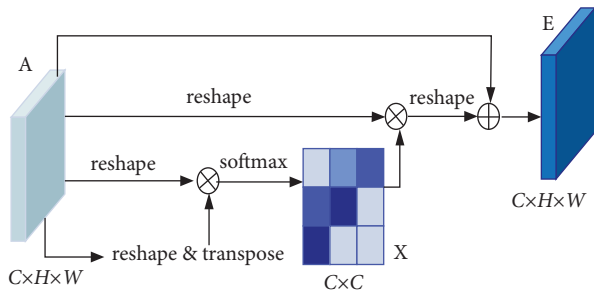 E
A
reshape
reshape
reshape
softmax
reshape & transpose
X
C×H×W
C×H×W
C×C